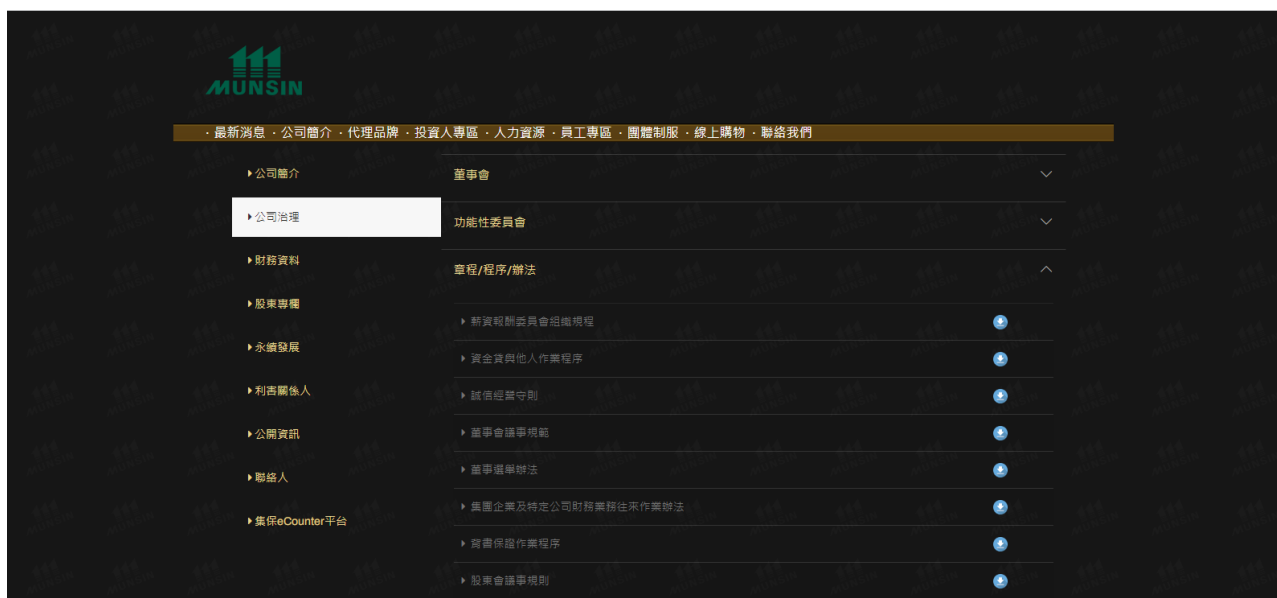 MUNSIN
·最新消息 ·公司簡介 ·代理品牌 ·投資人專區 ·人力資源 ·員工專區 ·團體制服 ·線上購物 ·聯絡我們
公司簡介
公司治理
財務資料
股東專欄
永續發展
利害關係人
公開資訊
聯絡人
集保eCounter平台
董事會
功能性委員會
章程/程序/辦法
薪資報酬委員會組織規程
資金貸與他人作業程序
誠信經營守則
董事會議事規範
董事選舉辦法
集團企業及特定公司財務業務往來作業辦法
背書保證作業程序
股東會議事規則